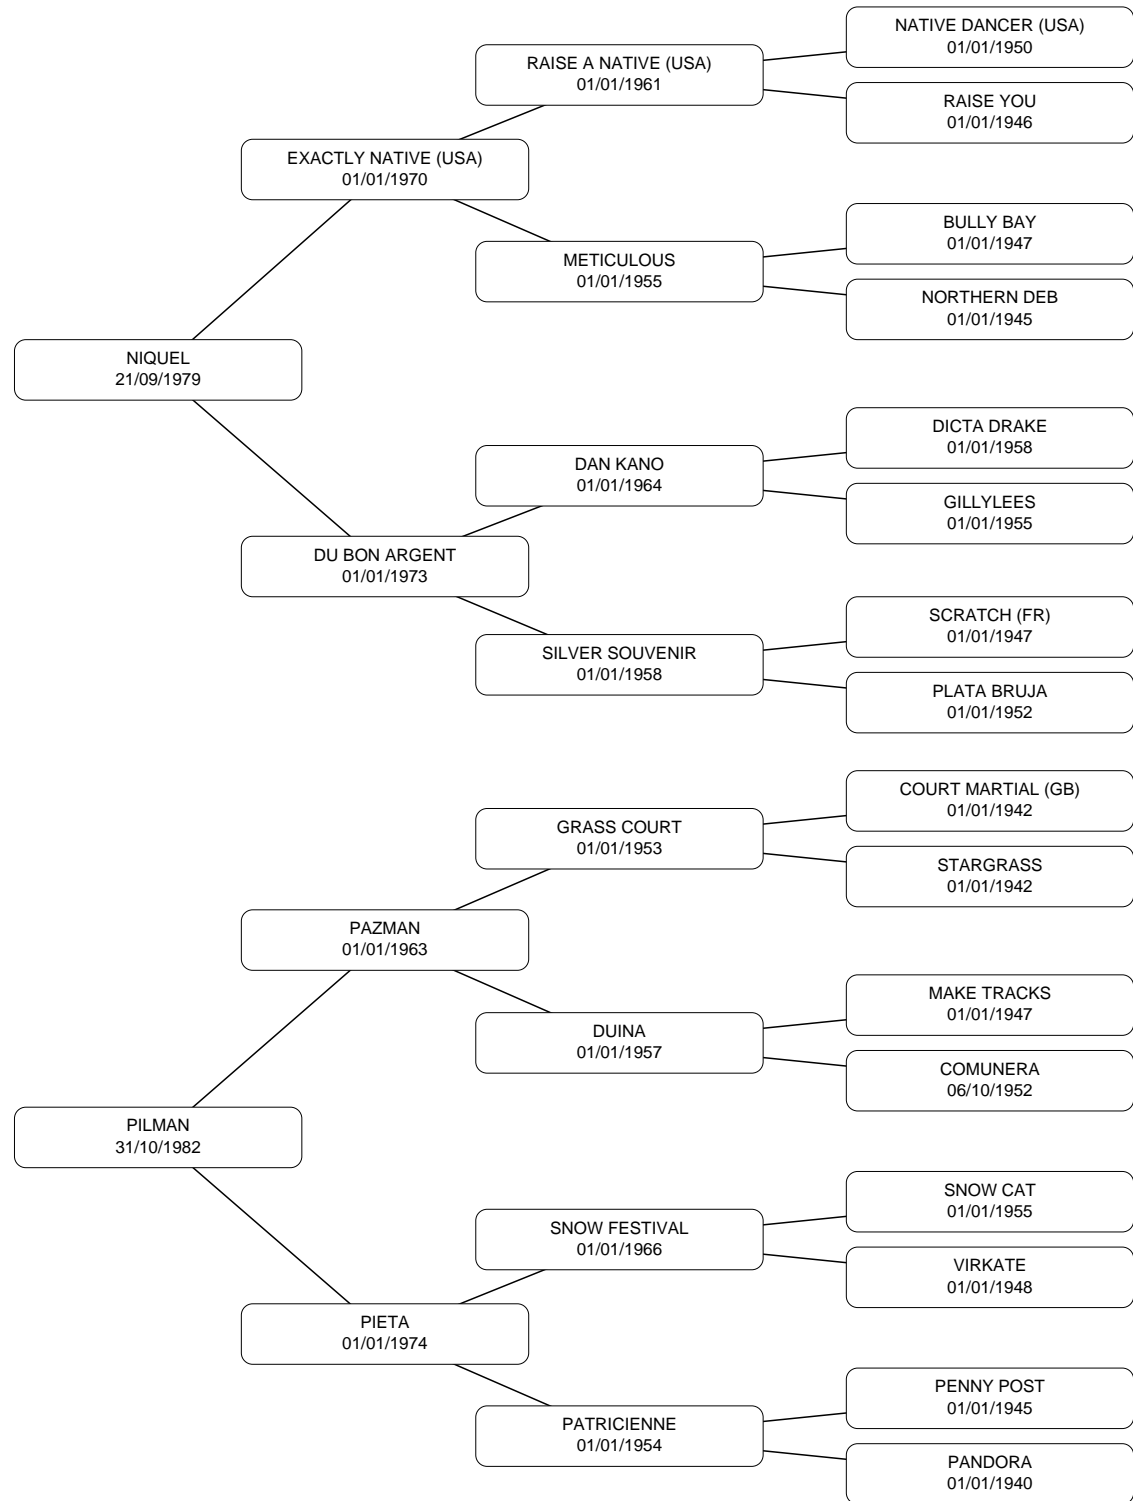 NATIVE DANCER (USA)
01/01/1950
RAISE A NATIVE (USA)
01/01/1961
RAISE YOU
01/01/1946
EXACTLY NATIVE (USA)
01/01/1970
BULLY BAY
01/01/1947
METICULOUS
01/01/1955
NORTHERN DEB
01/01/1945
NIQUEL
21/09/1979
DICTA DRAKE
01/01/1958
DAN KANO
01/01/1964
GILLYLEES
01/01/1955
DU BON ARGENT
01/01/1973
SCRATCH (FR)
01/01/1947
SILVER SOUVENIR
01/01/1958
PLATA BRUJA
01/01/1952
COURT MARTIAL (GB)
01/01/1942
GRASS COURT
01/01/1953
STARGRASS
01/01/1942
PAZMAN
01/01/1963
MAKE TRACKS
01/01/1947
DUINA
01/01/1957
COMUNERA
06/10/1952
PILMAN
31/10/1982
SNOW CAT
01/01/1955
SNOW FESTIVAL
01/01/1966
VIRKATE
01/01/1948
PIETA
01/01/1974
PENNY POST
01/01/1945
PATRICIENNE
01/01/1954
PANDORA
01/01/1940